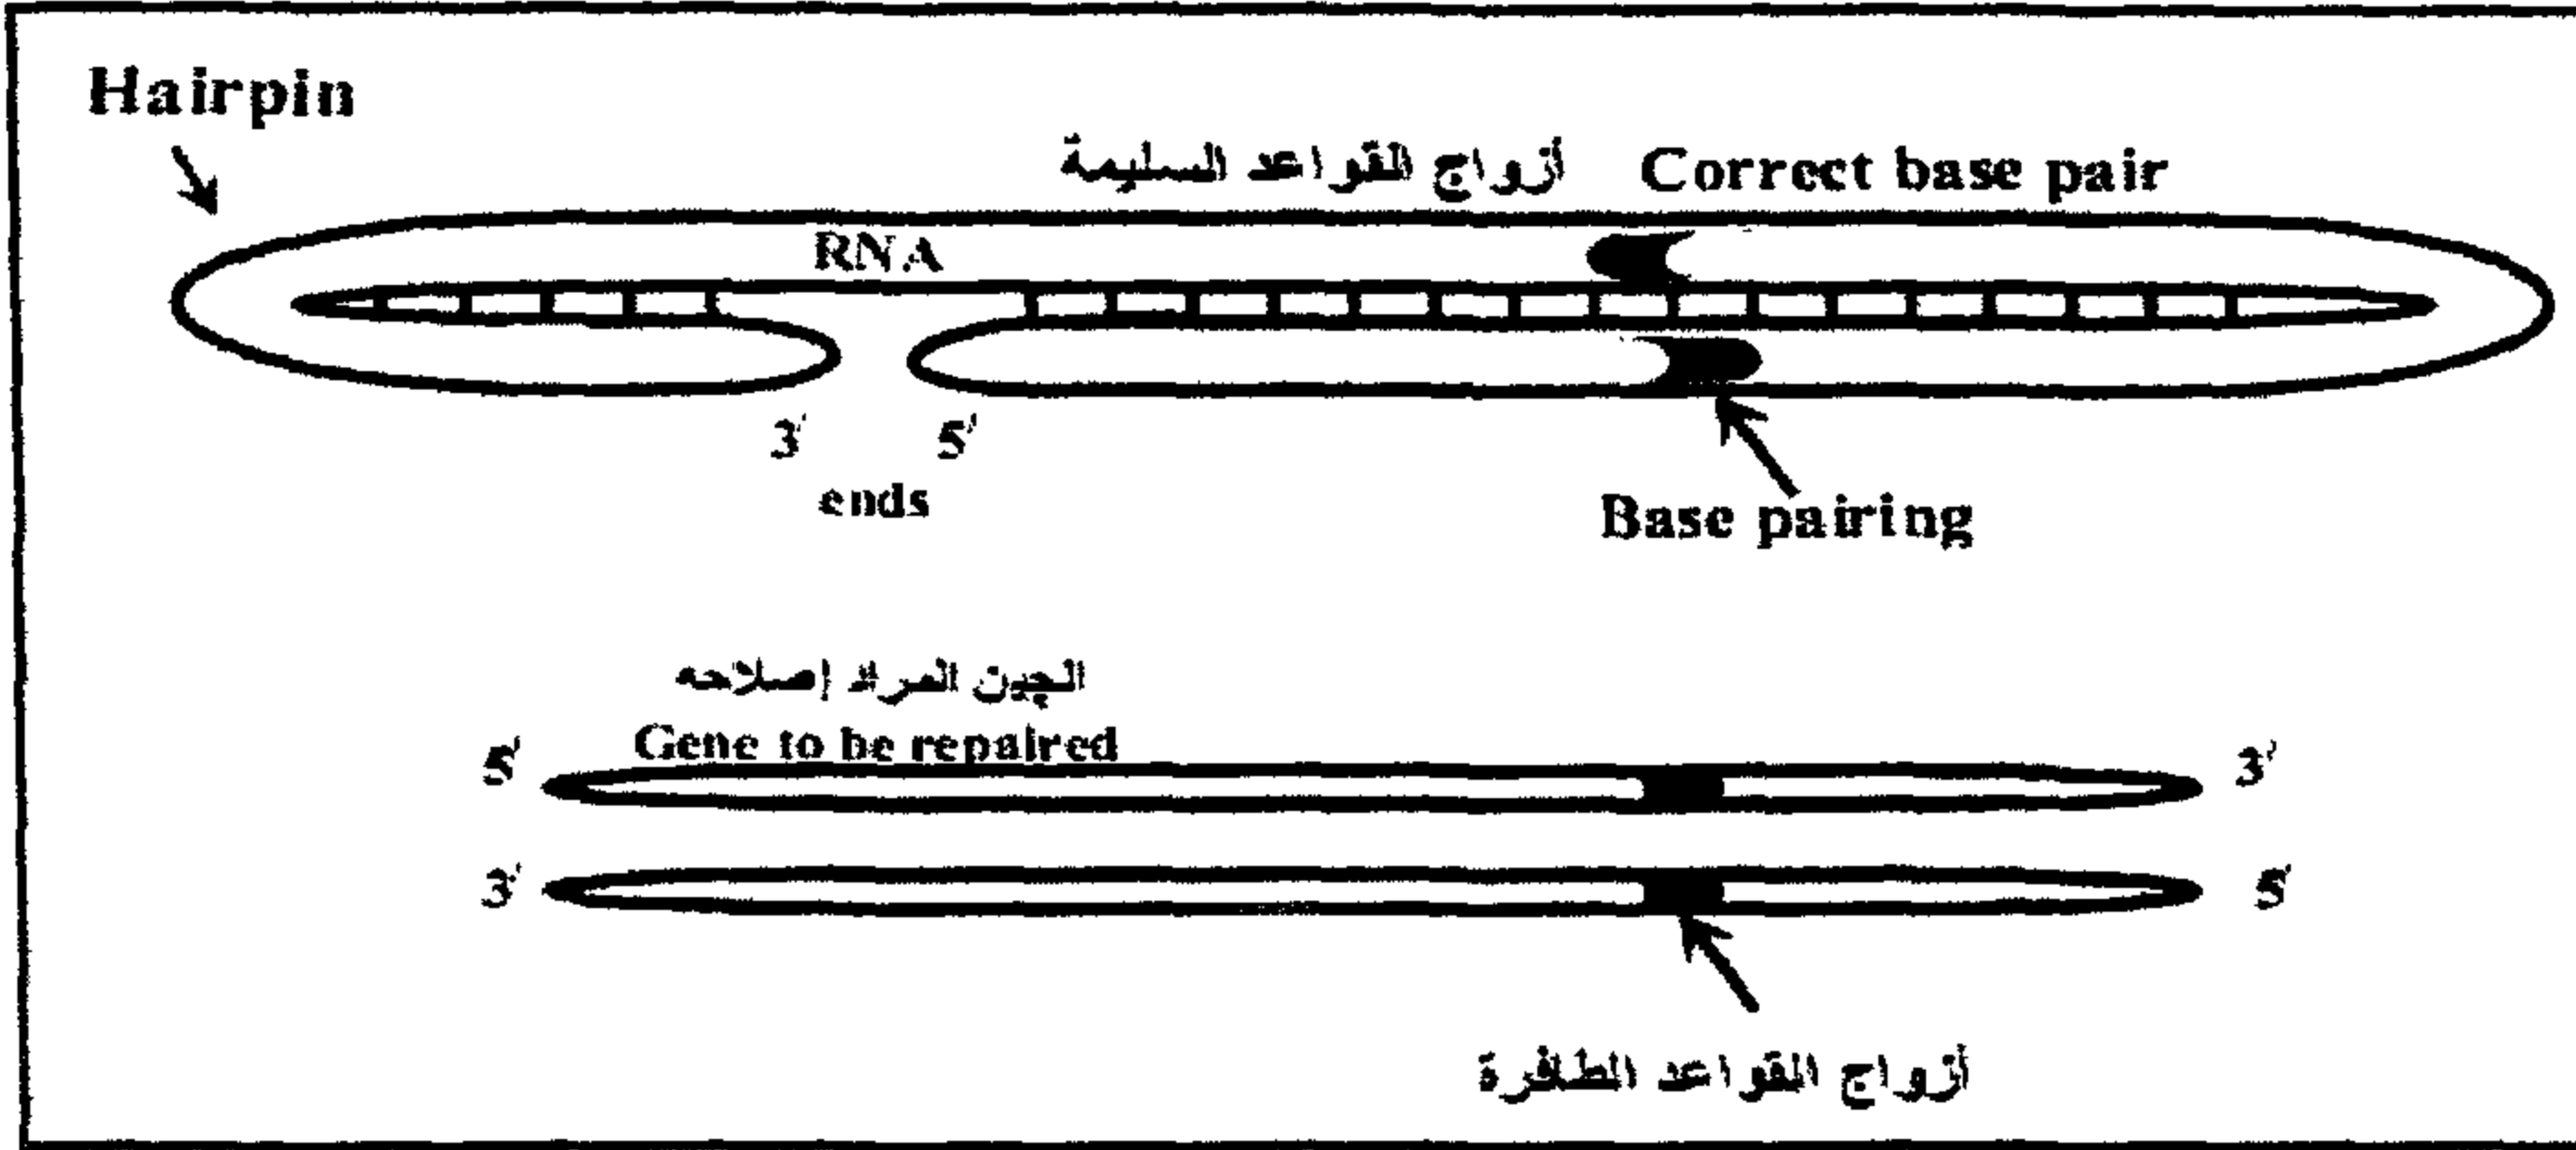 Hairpin
أزواج القواعد السليمة Correct base pair
RNA
3' 5'
ends
Base pairing
الجين المراد إصلاحه
Gene to be repaired
5' 3'
3' 5'
أزواج القواعد الطافرة